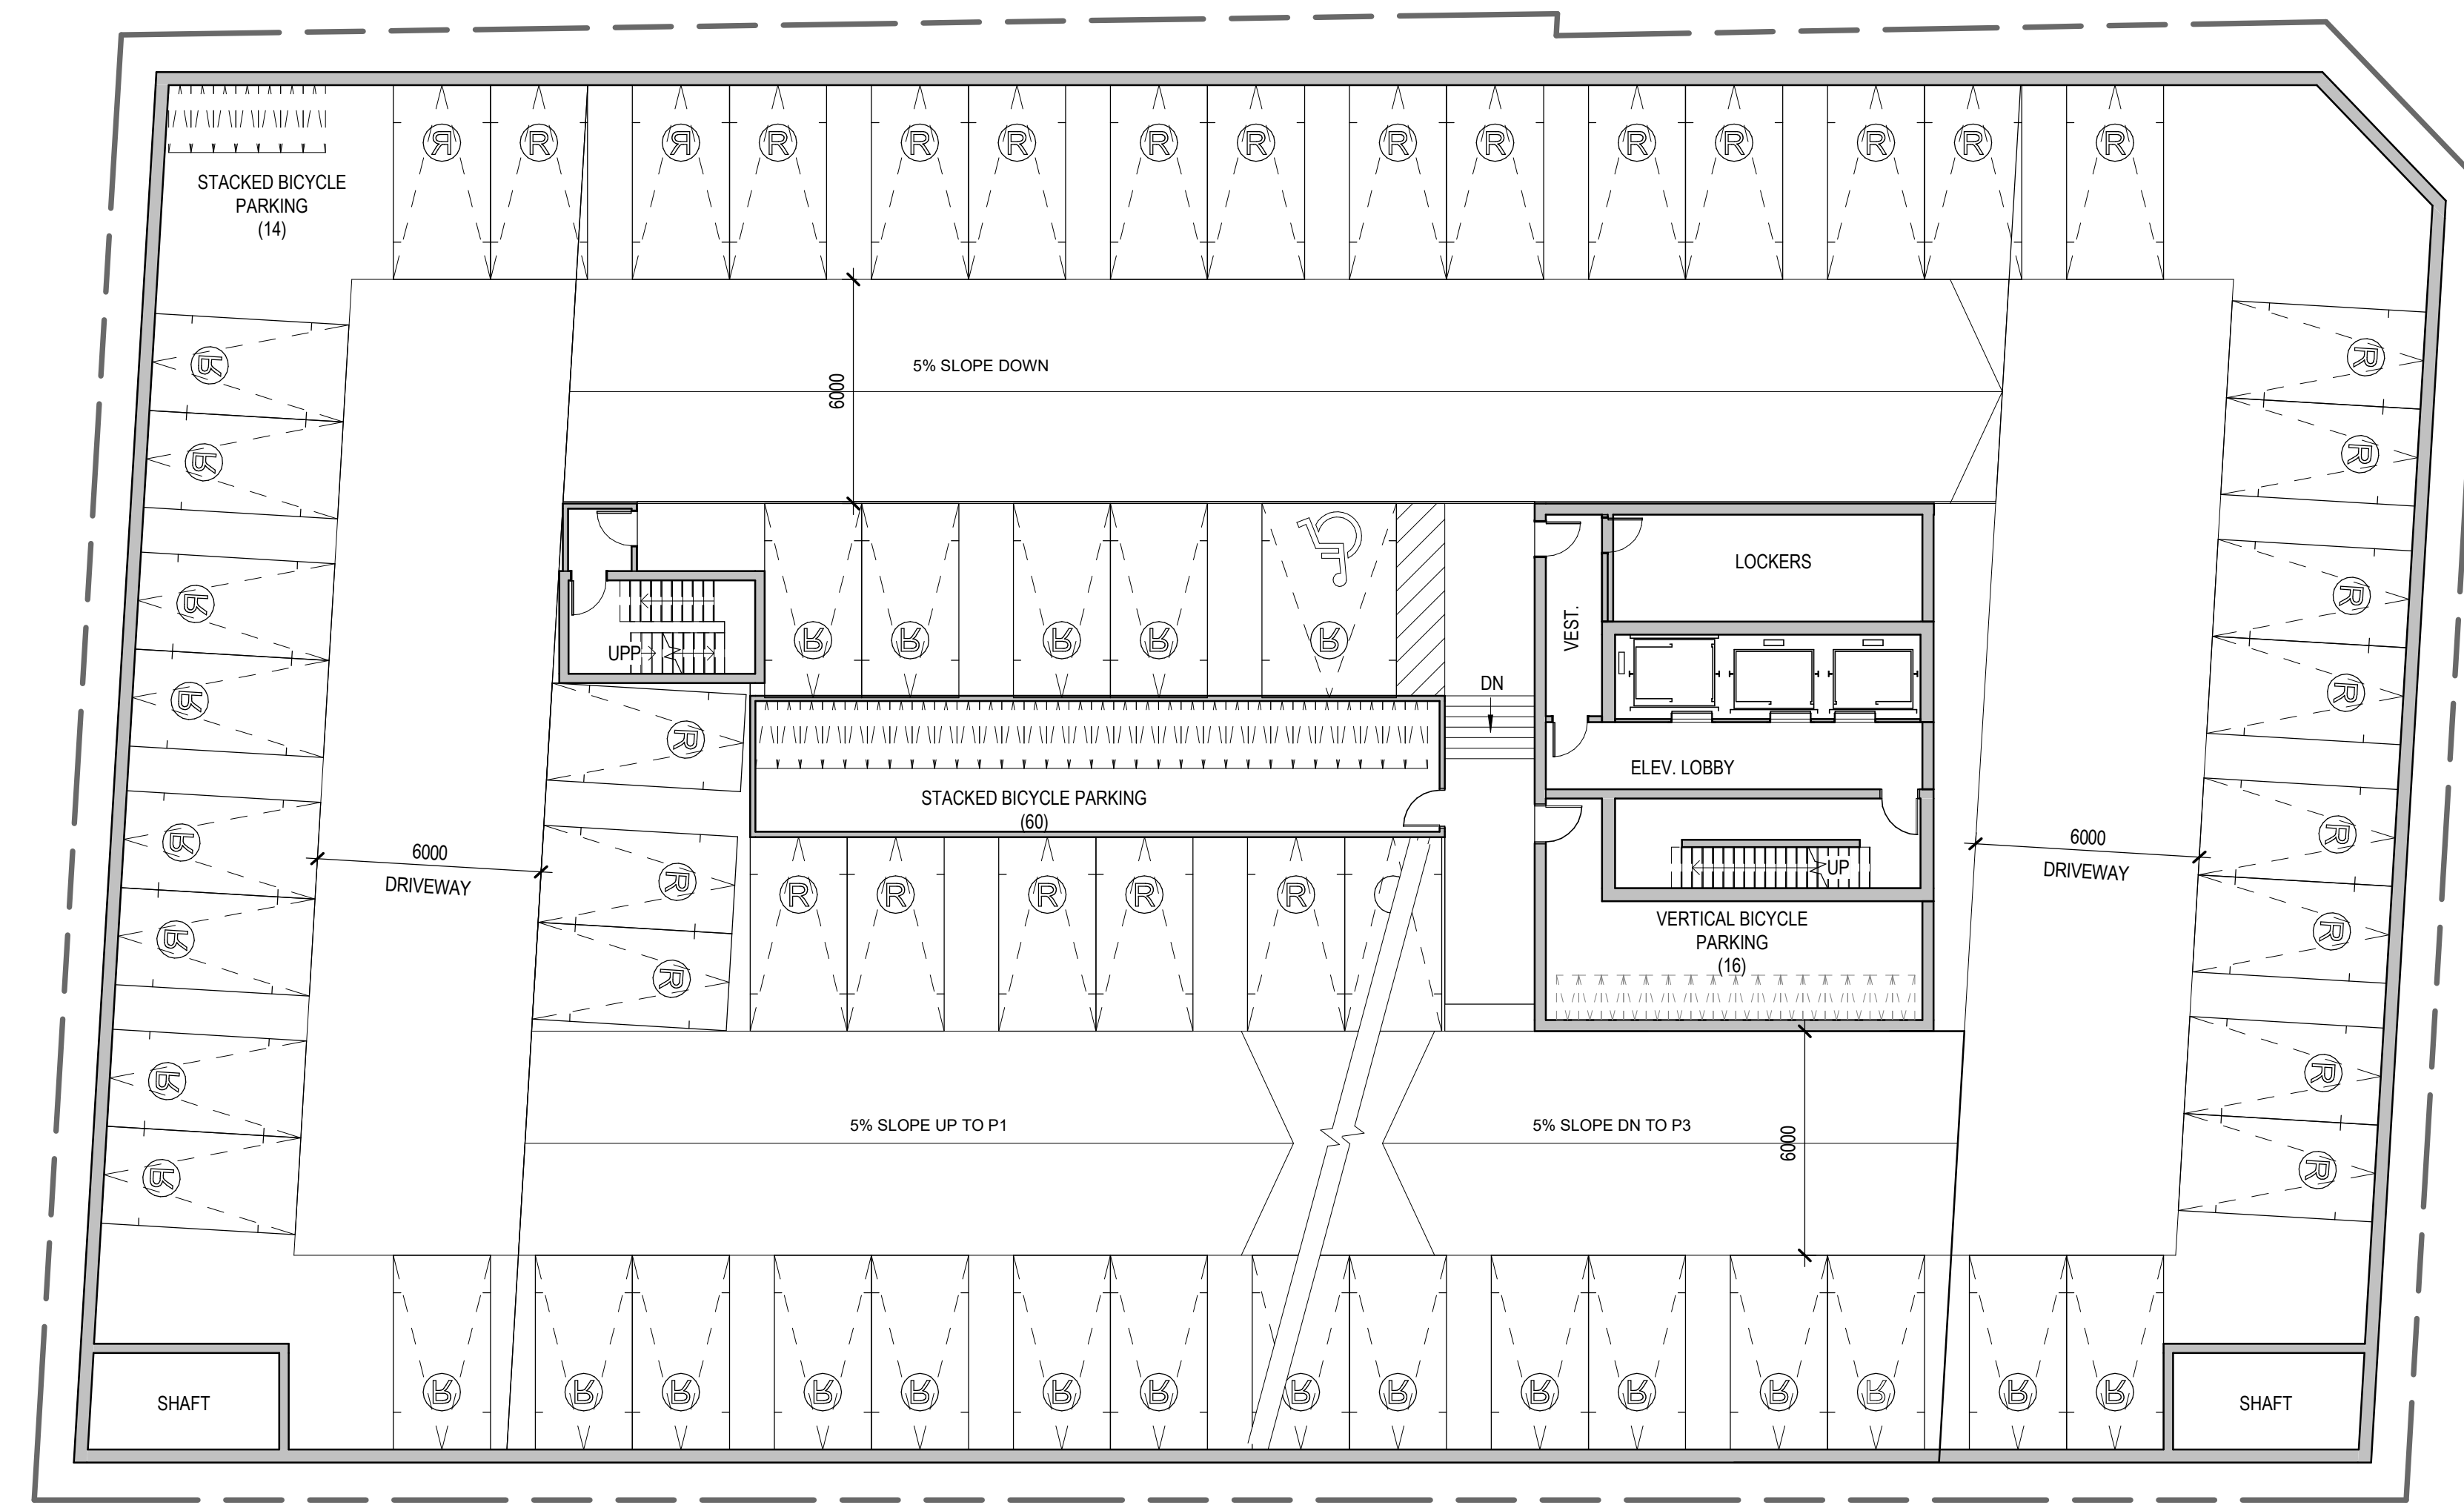 R R R R R R R R R R R R R R R
STACKED BICYCLE
PARKING
(14)
R
R
R
R
R
R
R
R
5% SLOPE DOWN
6000
R
R
R
R
R
R
R
R
UPP
R R R R R
LOCKERS
VEST.
DN
ELEV. LOBBY
R
R
R
STACKED BICYCLE PARKING
(60)
6000
DRIVEWAY
6000
DRIVEWAY
UP
R R R R R
VERTICAL BICYCLE
PARKING
(16)
5% SLOPE UP TO P1
5% SLOPE DN TO P3
6000
R R R R R R R R R R R R R R R
SHAFT
SHAFT